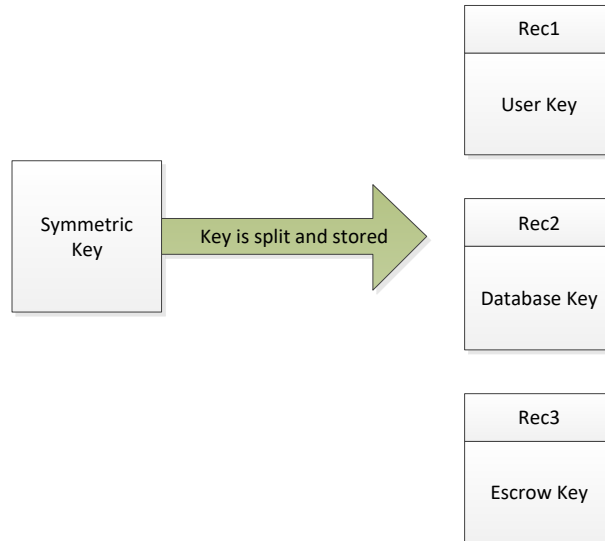 Symmetric
Key
Key is split and stored
Rec1
User Key
Rec2
Database Key
Rec3
Escrow Key